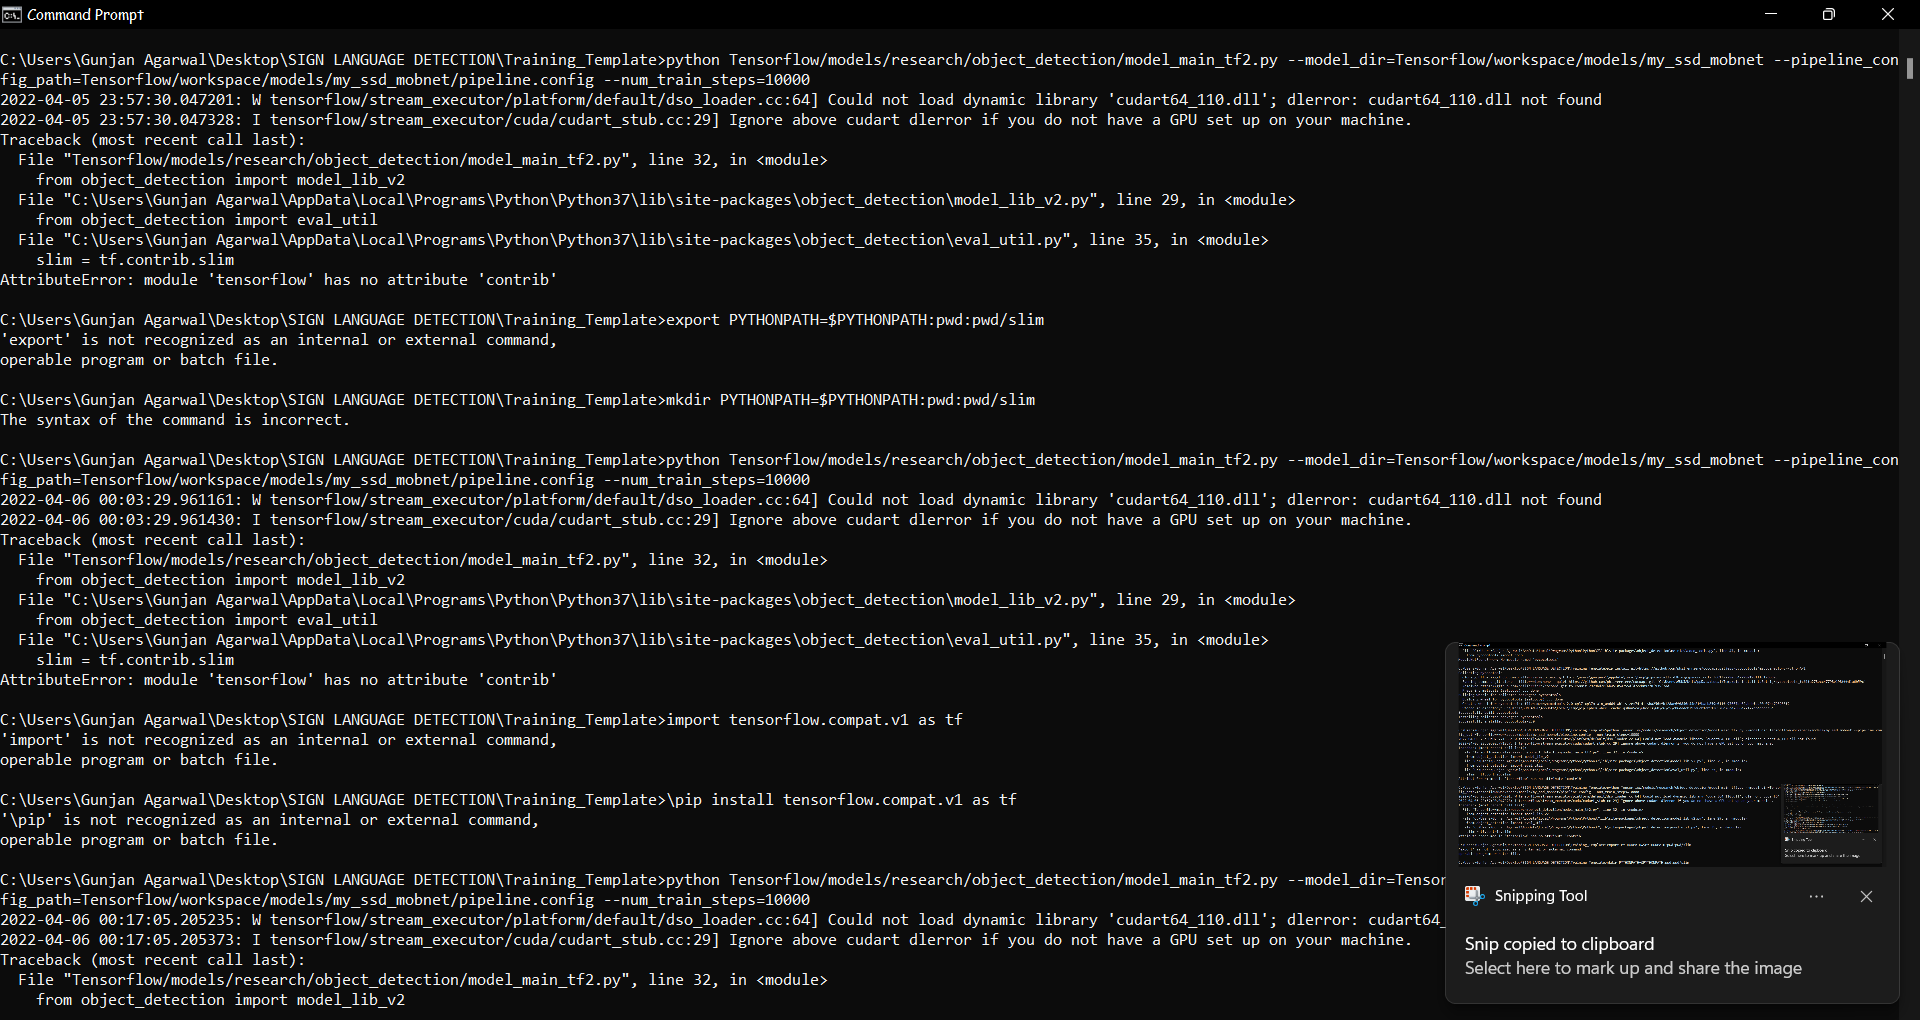 Command Prompt
C:\Users\Gunjan Agarwal\Desktop\SIGN LANGUAGE DETECTION\Training_Template>python Tensorflow/models/research/object_detection/model_main_tf2.py --model_dir=Tensorflow/workspace/models/my_ssd_mobnet --pipeline_con
fig_path=Tensorflow/workspace/models/my_ssd_mobnet/pipeline.config --num_train_steps=10000
2022-04-05 23:57:30.047201: W tensorflow/stream_executor/platform/default/dso_loader.cc:64] Could not load dynamic library 'cudart64_110.dll'; dlerror: cudart64_110.dll not found
2022-04-05 23:57:30.047328: I tensorflow/stream_executor/cuda/cudart_stub.cc:29] Ignore above cudart dlerror if you do not have a GPU set up on your machine.
Traceback (most recent call last):
  File "Tensorflow/models/research/object_detection/model_main_tf2.py", line 32, in <module>
    from object_detection import model_lib_v2
  File "C:\Users\Gunjan Agarwal\AppData\Local\Programs\Python\Python37\lib\site-packages\object_detection\model_lib_v2.py", line 29, in <module>
    from object_detection import eval_util
  File "C:\Users\Gunjan Agarwal\AppData\Local\Programs\Python\Python37\lib\site-packages\object_detection\eval_util.py", line 35, in <module>
    slim = tf.contrib.slim
AttributeError: module 'tensorflow' has no attribute 'contrib'
C:\Users\Gunjan Agarwal\Desktop\SIGN LANGUAGE DETECTION\Training_Template>export PYTHONPATH=$PYTHONPATH:pwd:pwd/slim
'export' is not recognized as an internal or external command,
operable program or batch file.
C:\Users\Gunjan Agarwal\Desktop\SIGN LANGUAGE DETECTION\Training_Template>mkdir PYTHONPATH=$PYTHONPATH:pwd:pwd/slim
The syntax of the command is incorrect.
C:\Users\Gunjan Agarwal\Desktop\SIGN LANGUAGE DETECTION\Training_Template>python Tensorflow/models/research/object_detection/model_main_tf2.py --model_dir=Tensorflow/workspace/models/my_ssd_mobnet --pipeline_con
fig_path=Tensorflow/workspace/models/my_ssd_mobnet/pipeline.config --num_train_steps=10000
2022-04-06 00:03:29.961161: W tensorflow/stream_executor/platform/default/dso_loader.cc:64] Could not load dynamic library 'cudart64_110.dll'; dlerror: cudart64_110.dll not found
2022-04-06 00:03:29.961430: I tensorflow/stream_executor/cuda/cudart_stub.cc:29] Ignore above cudart dlerror if you do not have a GPU set up on your machine.
Traceback (most recent call last):
  File "Tensorflow/models/research/object_detection/model_main_tf2.py", line 32, in <module>
    from object_detection import model_lib_v2
  File "C:\Users\Gunjan Agarwal\AppData\Local\Programs\Python\Python37\lib\site-packages\object_detection\model_lib_v2.py", line 29, in <module>
    from object_detection import eval_util
  File "C:\Users\Gunjan Agarwal\AppData\Local\Programs\Python\Python37\lib\site-packages\object_detection\eval_util.py", line 35, in <module>
    slim = tf.contrib.slim
AttributeError: module 'tensorflow' has no attribute 'contrib'
C:\Users\Gunjan Agarwal\Desktop\SIGN LANGUAGE DETECTION\Training_Template>import tensorflow.compat.v1 as tf
'import' is not recognized as an internal or external command,
operable program or batch file.
C:\Users\Gunjan Agarwal\Desktop\SIGN LANGUAGE DETECTION\Training_Template>\pip install tensorflow.compat.v1 as tf
'\pip' is not recognized as an internal or external command,
operable program or batch file.
C:\Users\Gunjan Agarwal\Desktop\SIGN LANGUAGE DETECTION\Training_Template>python Tensorflow/models/research/object_detection/model_main_tf2.py --model_dir=Tensor
fig_path=Tensorflow/workspace/models/my_ssd_mobnet/pipeline.config --num_train_steps=10000
2022-04-06 00:17:05.205235: W tensorflow/stream_executor/platform/default/dso_loader.cc:64] Could not load dynamic library 'cudart64_110.dll'; dlerror: cudart64_
2022-04-06 00:17:05.205373: I tensorflow/stream_executor/cuda/cudart_stub.cc:29] Ignore above cudart dlerror if you do not have a GPU set up on your machine.
Traceback (most recent call last):
  File "Tensorflow/models/research/object_detection/model_main_tf2.py", line 32, in <module>
    from object_detection import model_lib_v2
Snipping Tool
Snip copied to clipboard
Select here to mark up and share the image